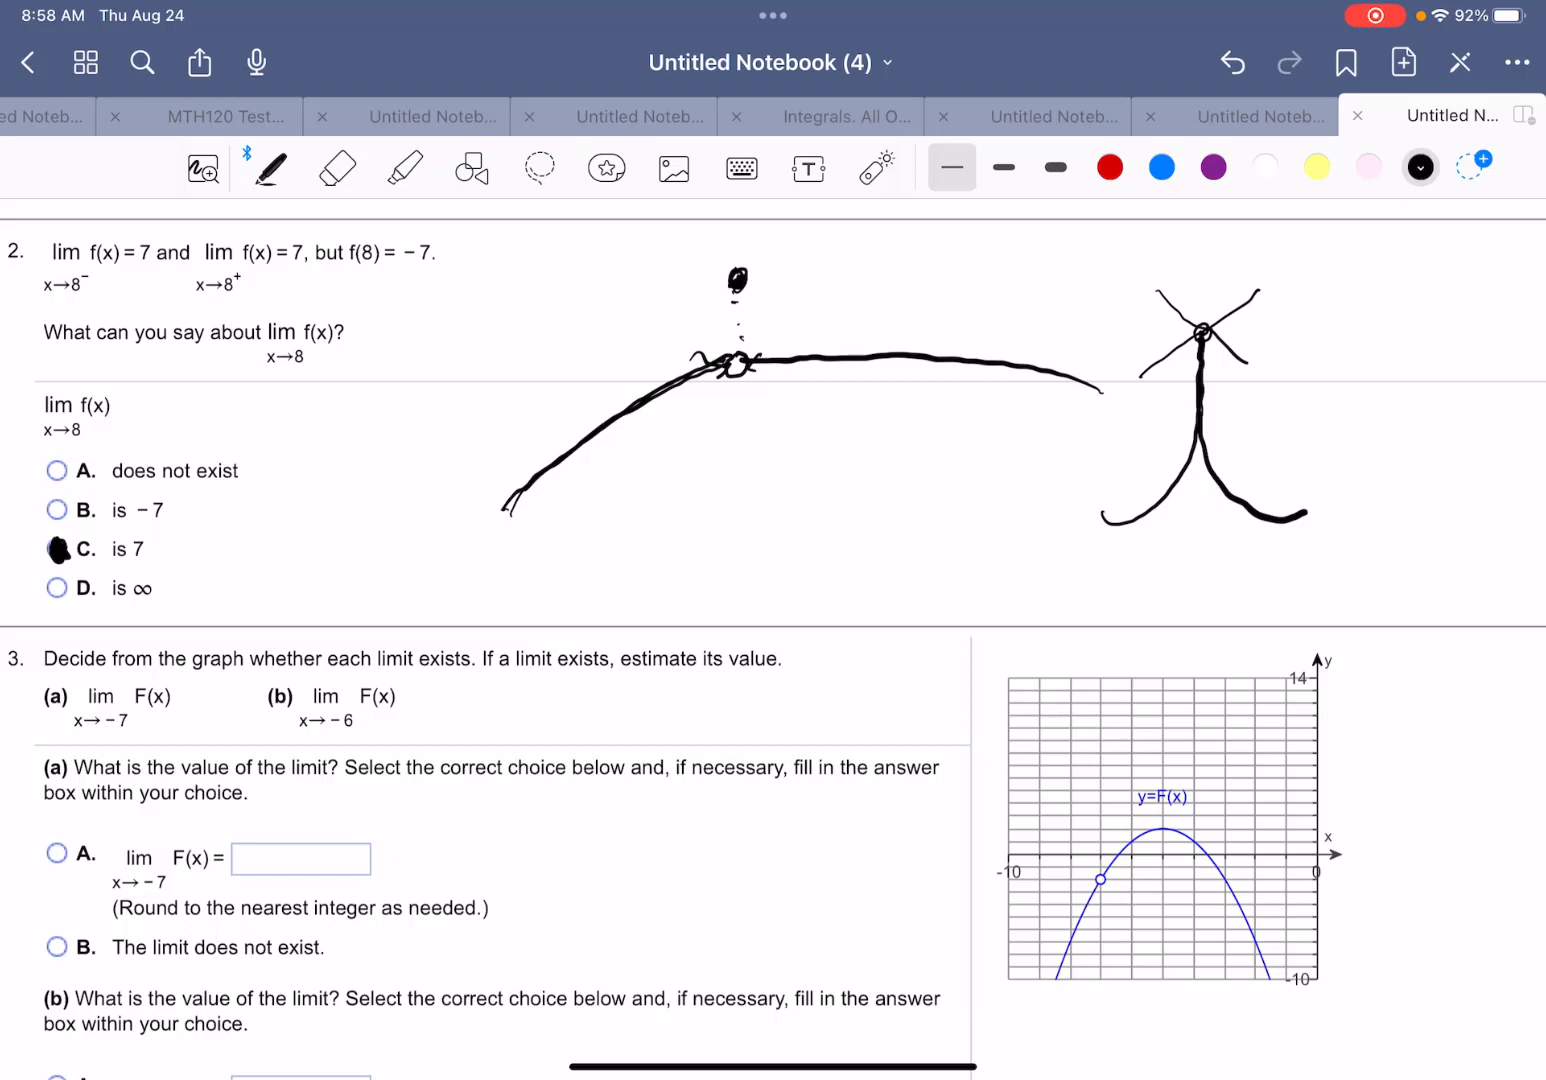 8:58 AM Thu Aug 24
92%
Untitled Notebook (4)
ed Noteb...
MTH120 Test...
Untitled Noteb...
Untitled Noteb...
Integrals. All O...
Untitled Noteb...
Untitled Noteb...
Untitled N...
T
2. lim f(x) = 7 and lim f(x) = 7, but f(8) = −7.
x→8⁻ x→8⁺
What can you say about lim f(x)?
x→8
lim f(x)
x→8
A. does not exist
B. is −7
C. is 7
D. is ∞
3. Decide from the graph whether each limit exists. If a limit exists, estimate its value.
(a) lim F(x) (b) lim F(x)
x→ −7 x→ −6
(a) What is the value of the limit? Select the correct choice below and, if necessary, fill in the answer
box within your choice.
A. lim F(x) =
x→ −7
(Round to the nearest integer as needed.)
B. The limit does not exist.
(b) What is the value of the limit? Select the correct choice below and, if necessary, fill in the answer
box within your choice.
y
14
y=F(x)
x
-10
0
-10